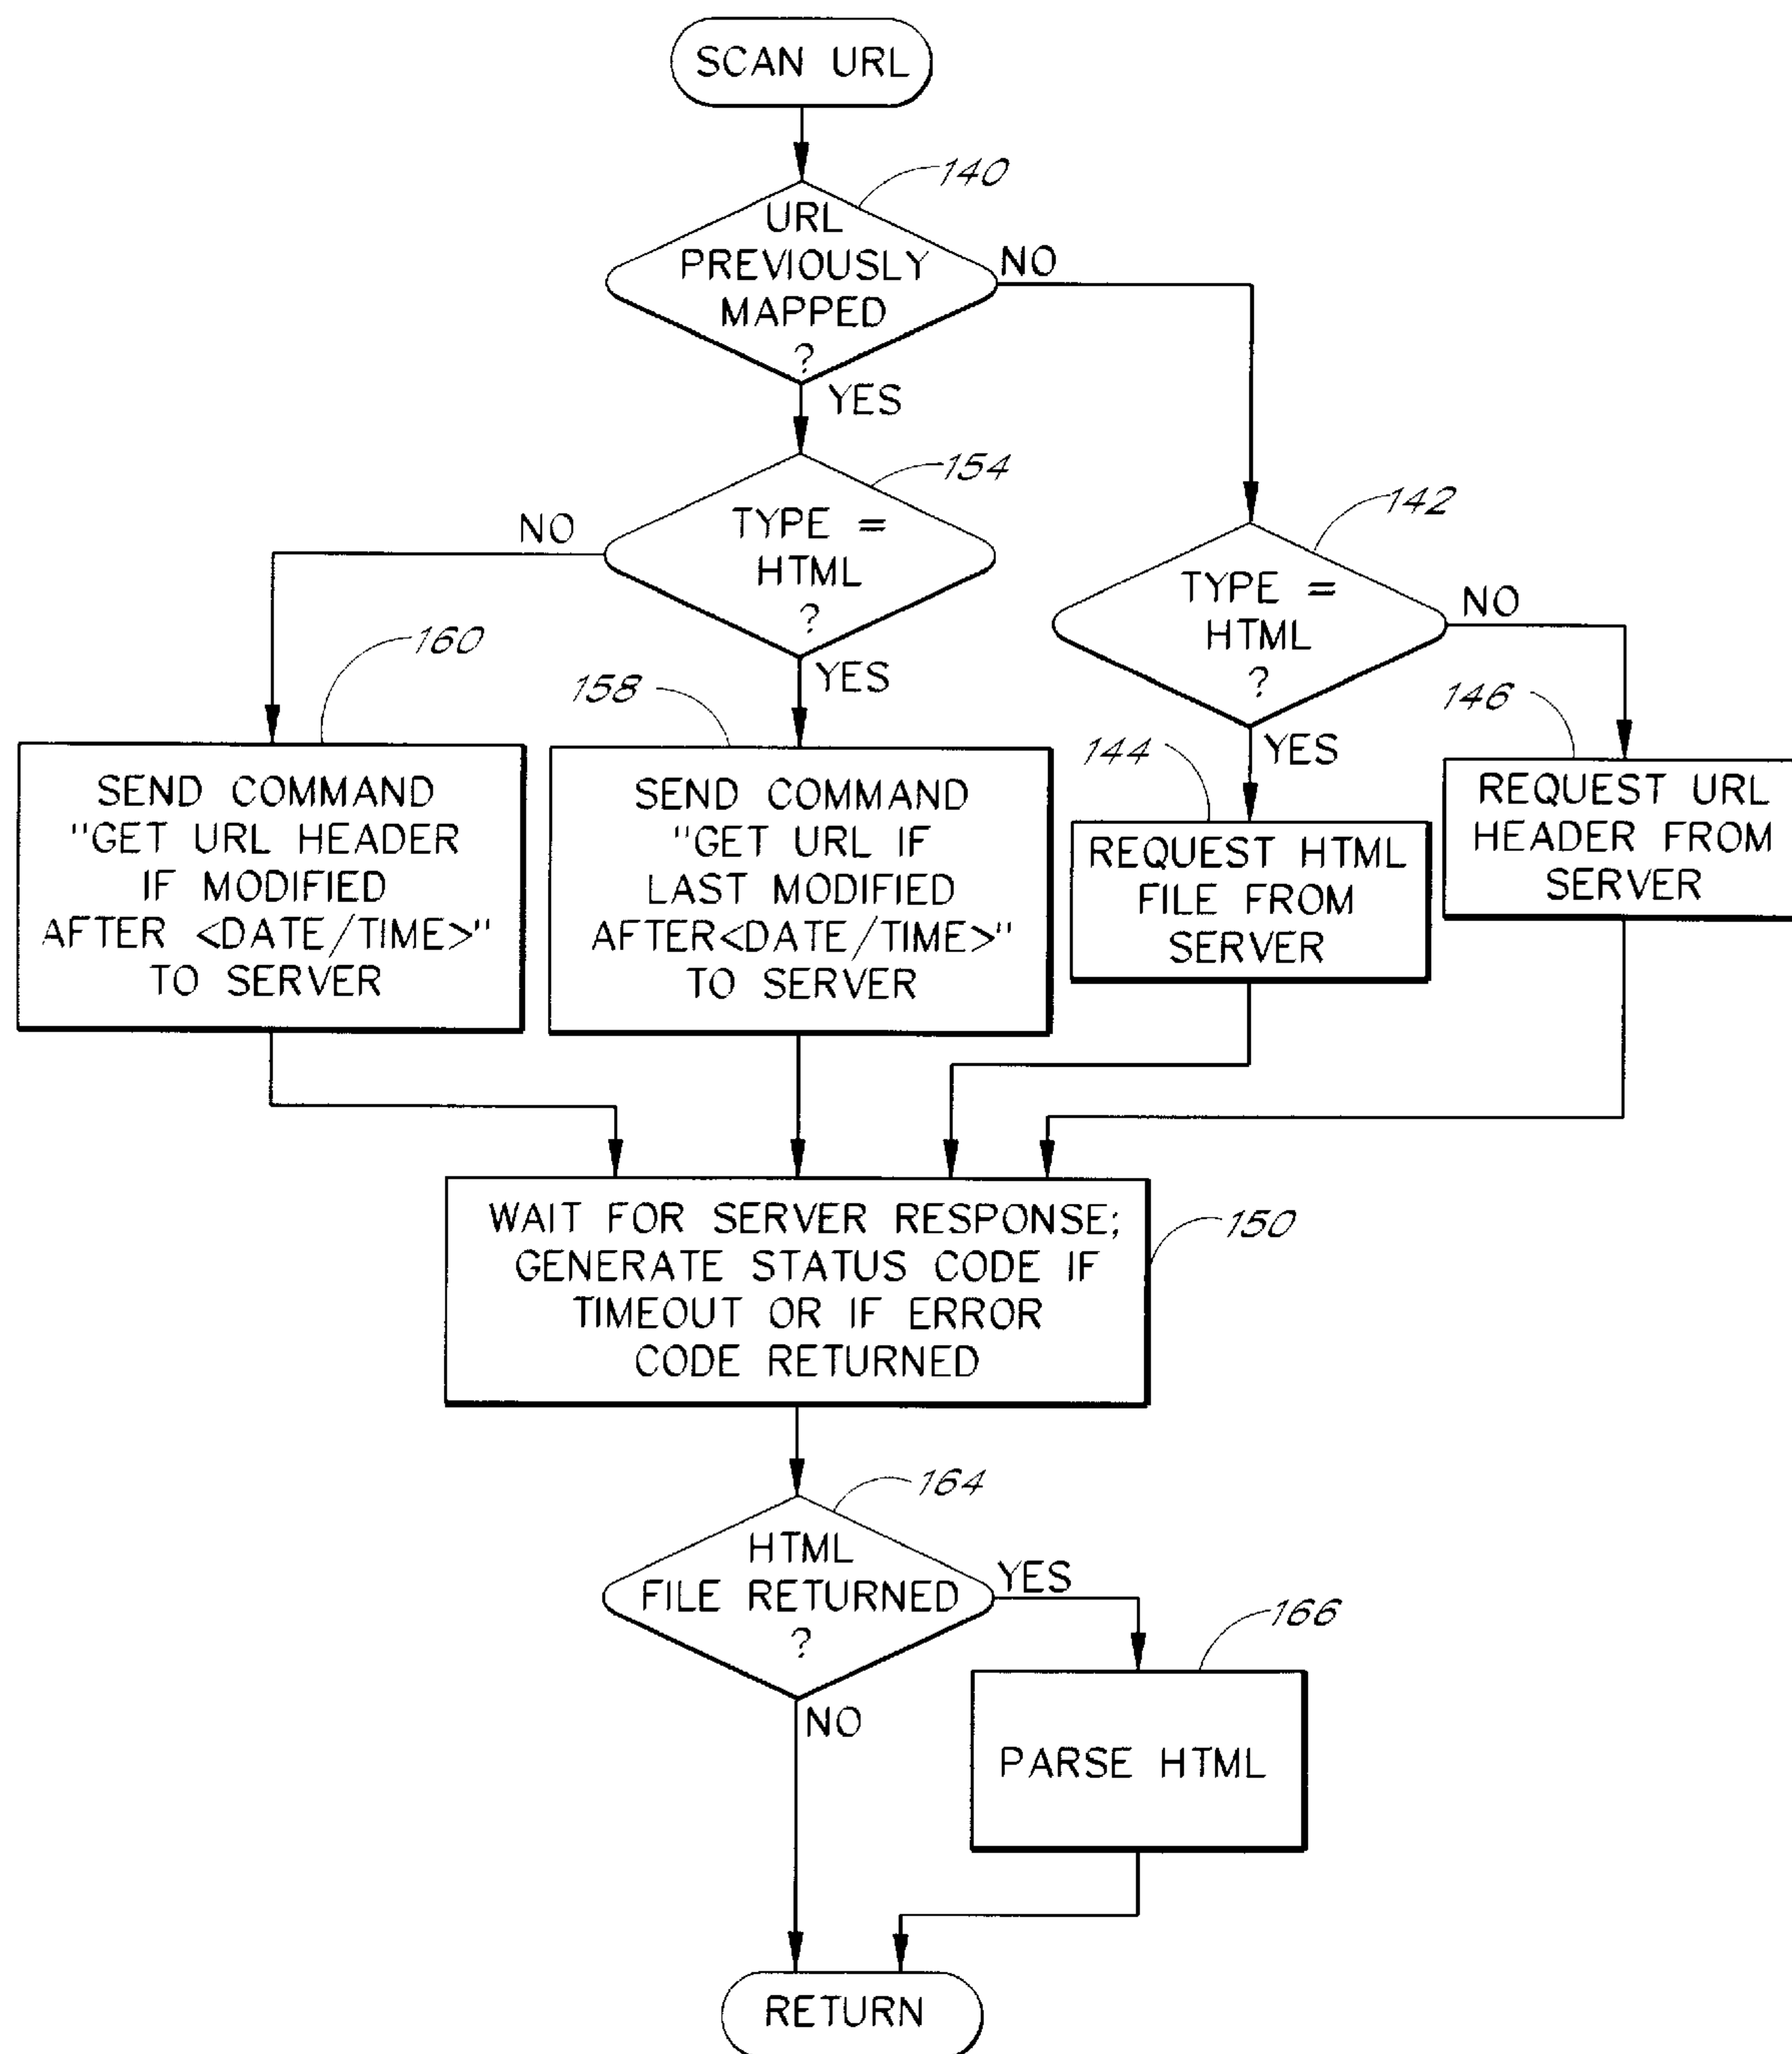 SCAN URL
140
URL
PREVIOUSLY
MAPPED
?
NO
YES
154
TYPE =
HTML
?
NO
YES
142
TYPE =
HTML
?
NO
YES
160
SEND COMMAND
"GET URL HEADER
IF MODIFIED
AFTER <DATE/TIME>"
TO SERVER
158
SEND COMMAND
"GET URL IF
LAST MODIFIED
AFTER<DATE/TIME>"
TO SERVER
144
REQUEST HTML
FILE FROM
SERVER
146
REQUEST URL
HEADER FROM
SERVER
WAIT FOR SERVER RESPONSE;
GENERATE STATUS CODE IF
TIMEOUT OR IF ERROR
CODE RETURNED
150
164
HTML
FILE RETURNED
?
YES
NO
166
PARSE HTML
RETURN